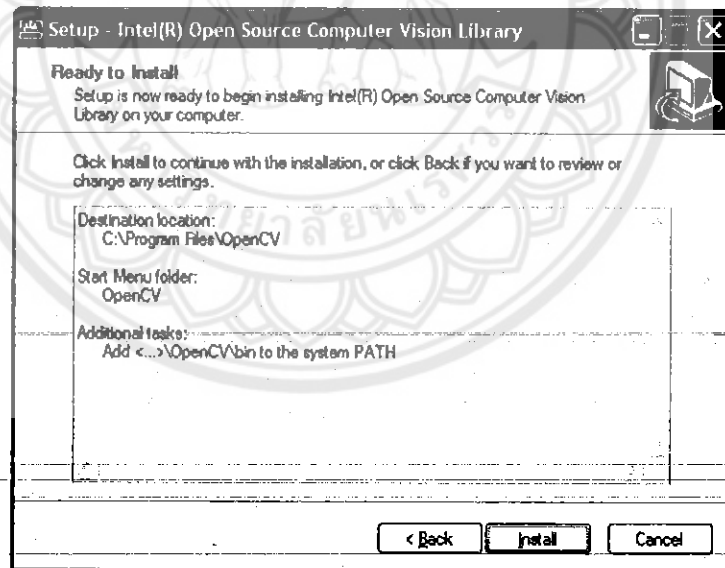 Setup - Intel(R) Open Source Computer Vision Library
Ready to Install
Setup is now ready to begin installing Intel(R) Open Source Computer Vision
Library on your computer.
Click Install to continue with the installation, or click Back if you want to review or
change any settings.
Destination location:
C:\Program Files\OpenCV
Start Menu folder:
OpenCV
Additional tasks:
Add <...>\OpenCV\bin to the system PATH
< Back
Install
Cancel